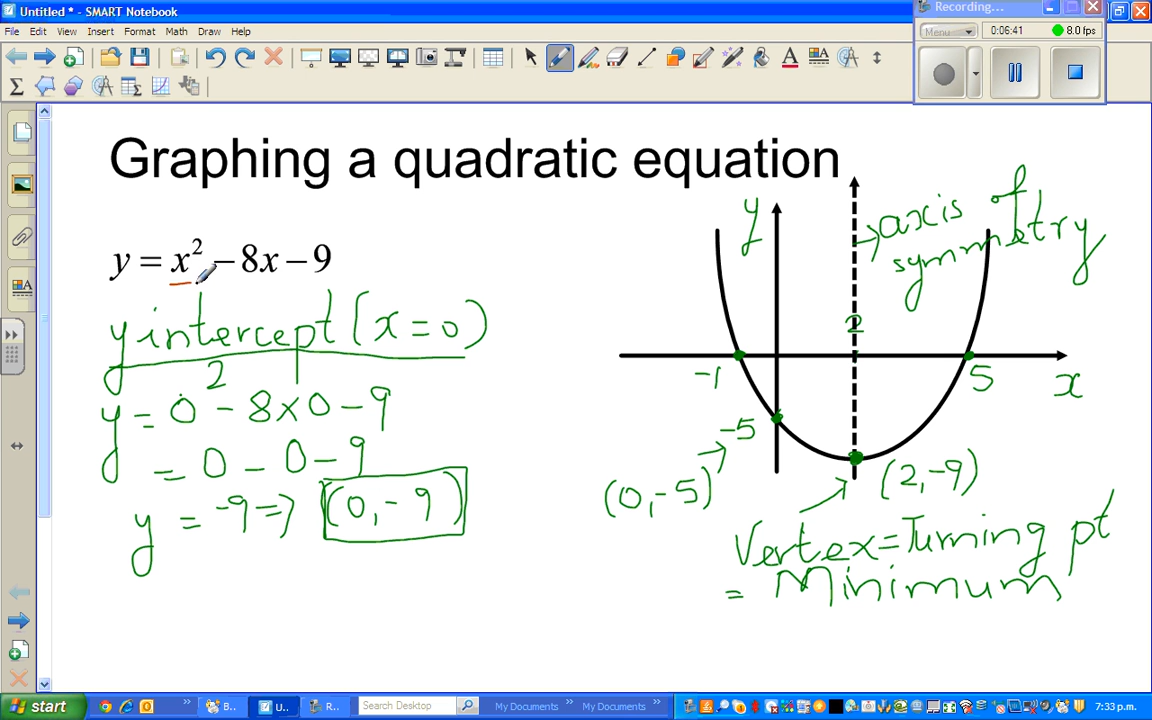 Untitled * - SMART Notebook
Recording...
File Edit View Insert Format Math Draw Help
Menu 0:06:41 8.0 fps
Graphing a quadratic equation
y = x² − 8x − 9
y intercept (x=0)
y = 0² - 8×0 - 9
= 0 - 0 - 9
y = -9 => (0, -9)
y
axis of
symmetry
2
-1
5
x
-5
(0, -5)
(2, -9)
Vertex = Turning pt
= Minimum
start B... U... R... Search Desktop My Documents My Documents 7:33 p.m.